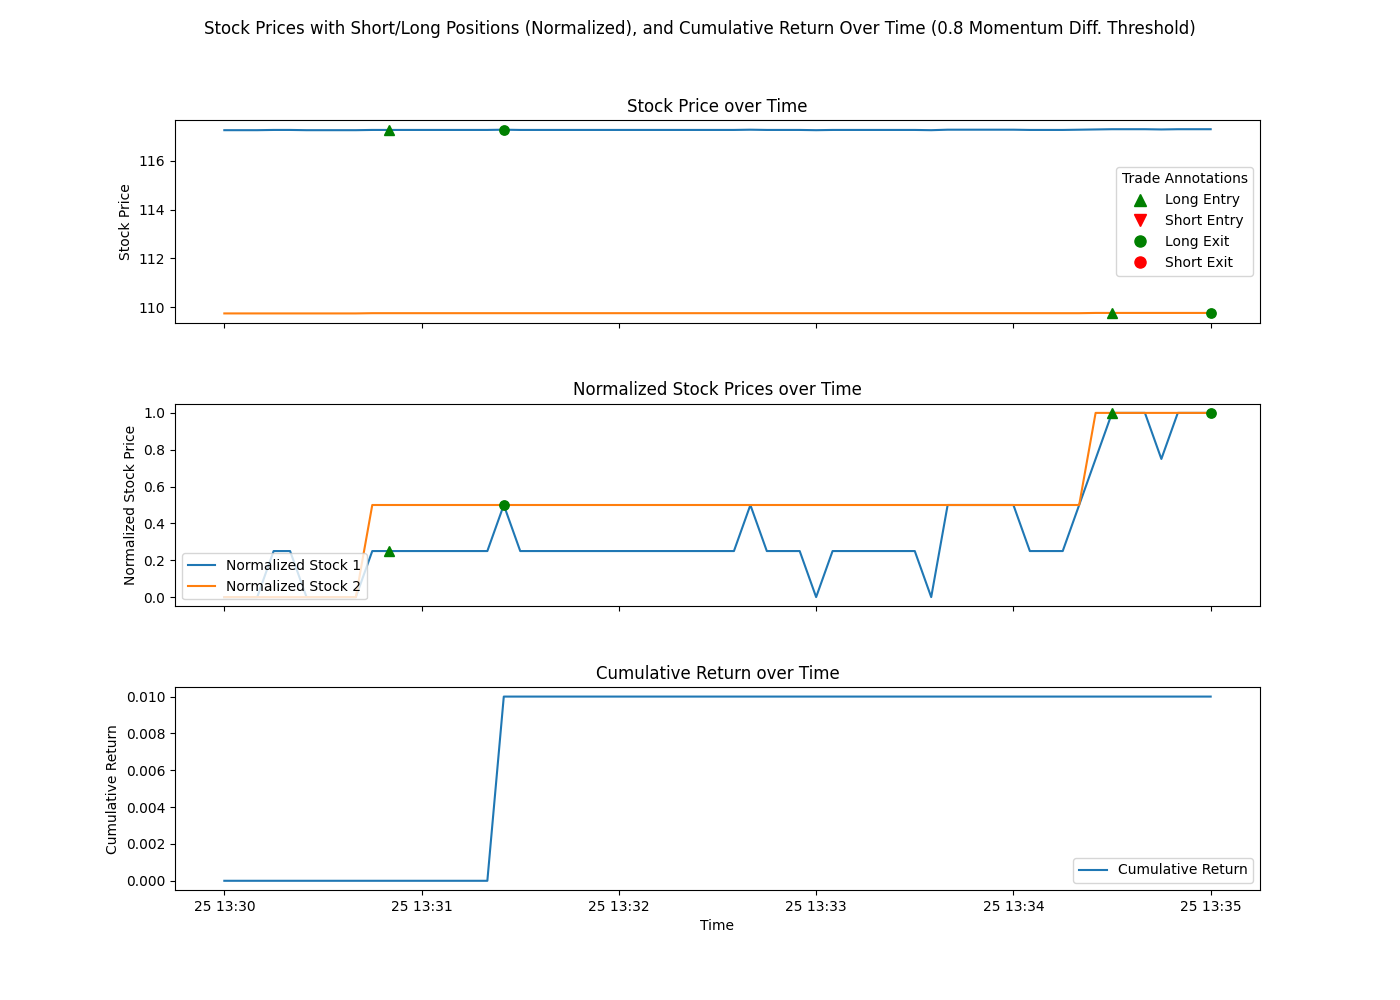 Stock Prices with Short/Long Positions (Normalized), and Cumulative Return Over Time (0.8 Momentum Diff. Threshold)
Stock Price over Time
Stock Price
116
114
112
110
Trade Annotations
Long Entry
Short Entry
Long Exit
Short Exit
Normalized Stock Prices over Time
Normalized Stock Price
1.0
0.8
0.6
0.4
0.2
0.0
Normalized Stock 1
Normalized Stock 2
Cumulative Return over Time
Cumulative Return
0.010
0.008
0.006
0.004
0.002
0.000
Cumulative Return
25 13:30
25 13:31
25 13:32
25 13:33
25 13:34
25 13:35
Time